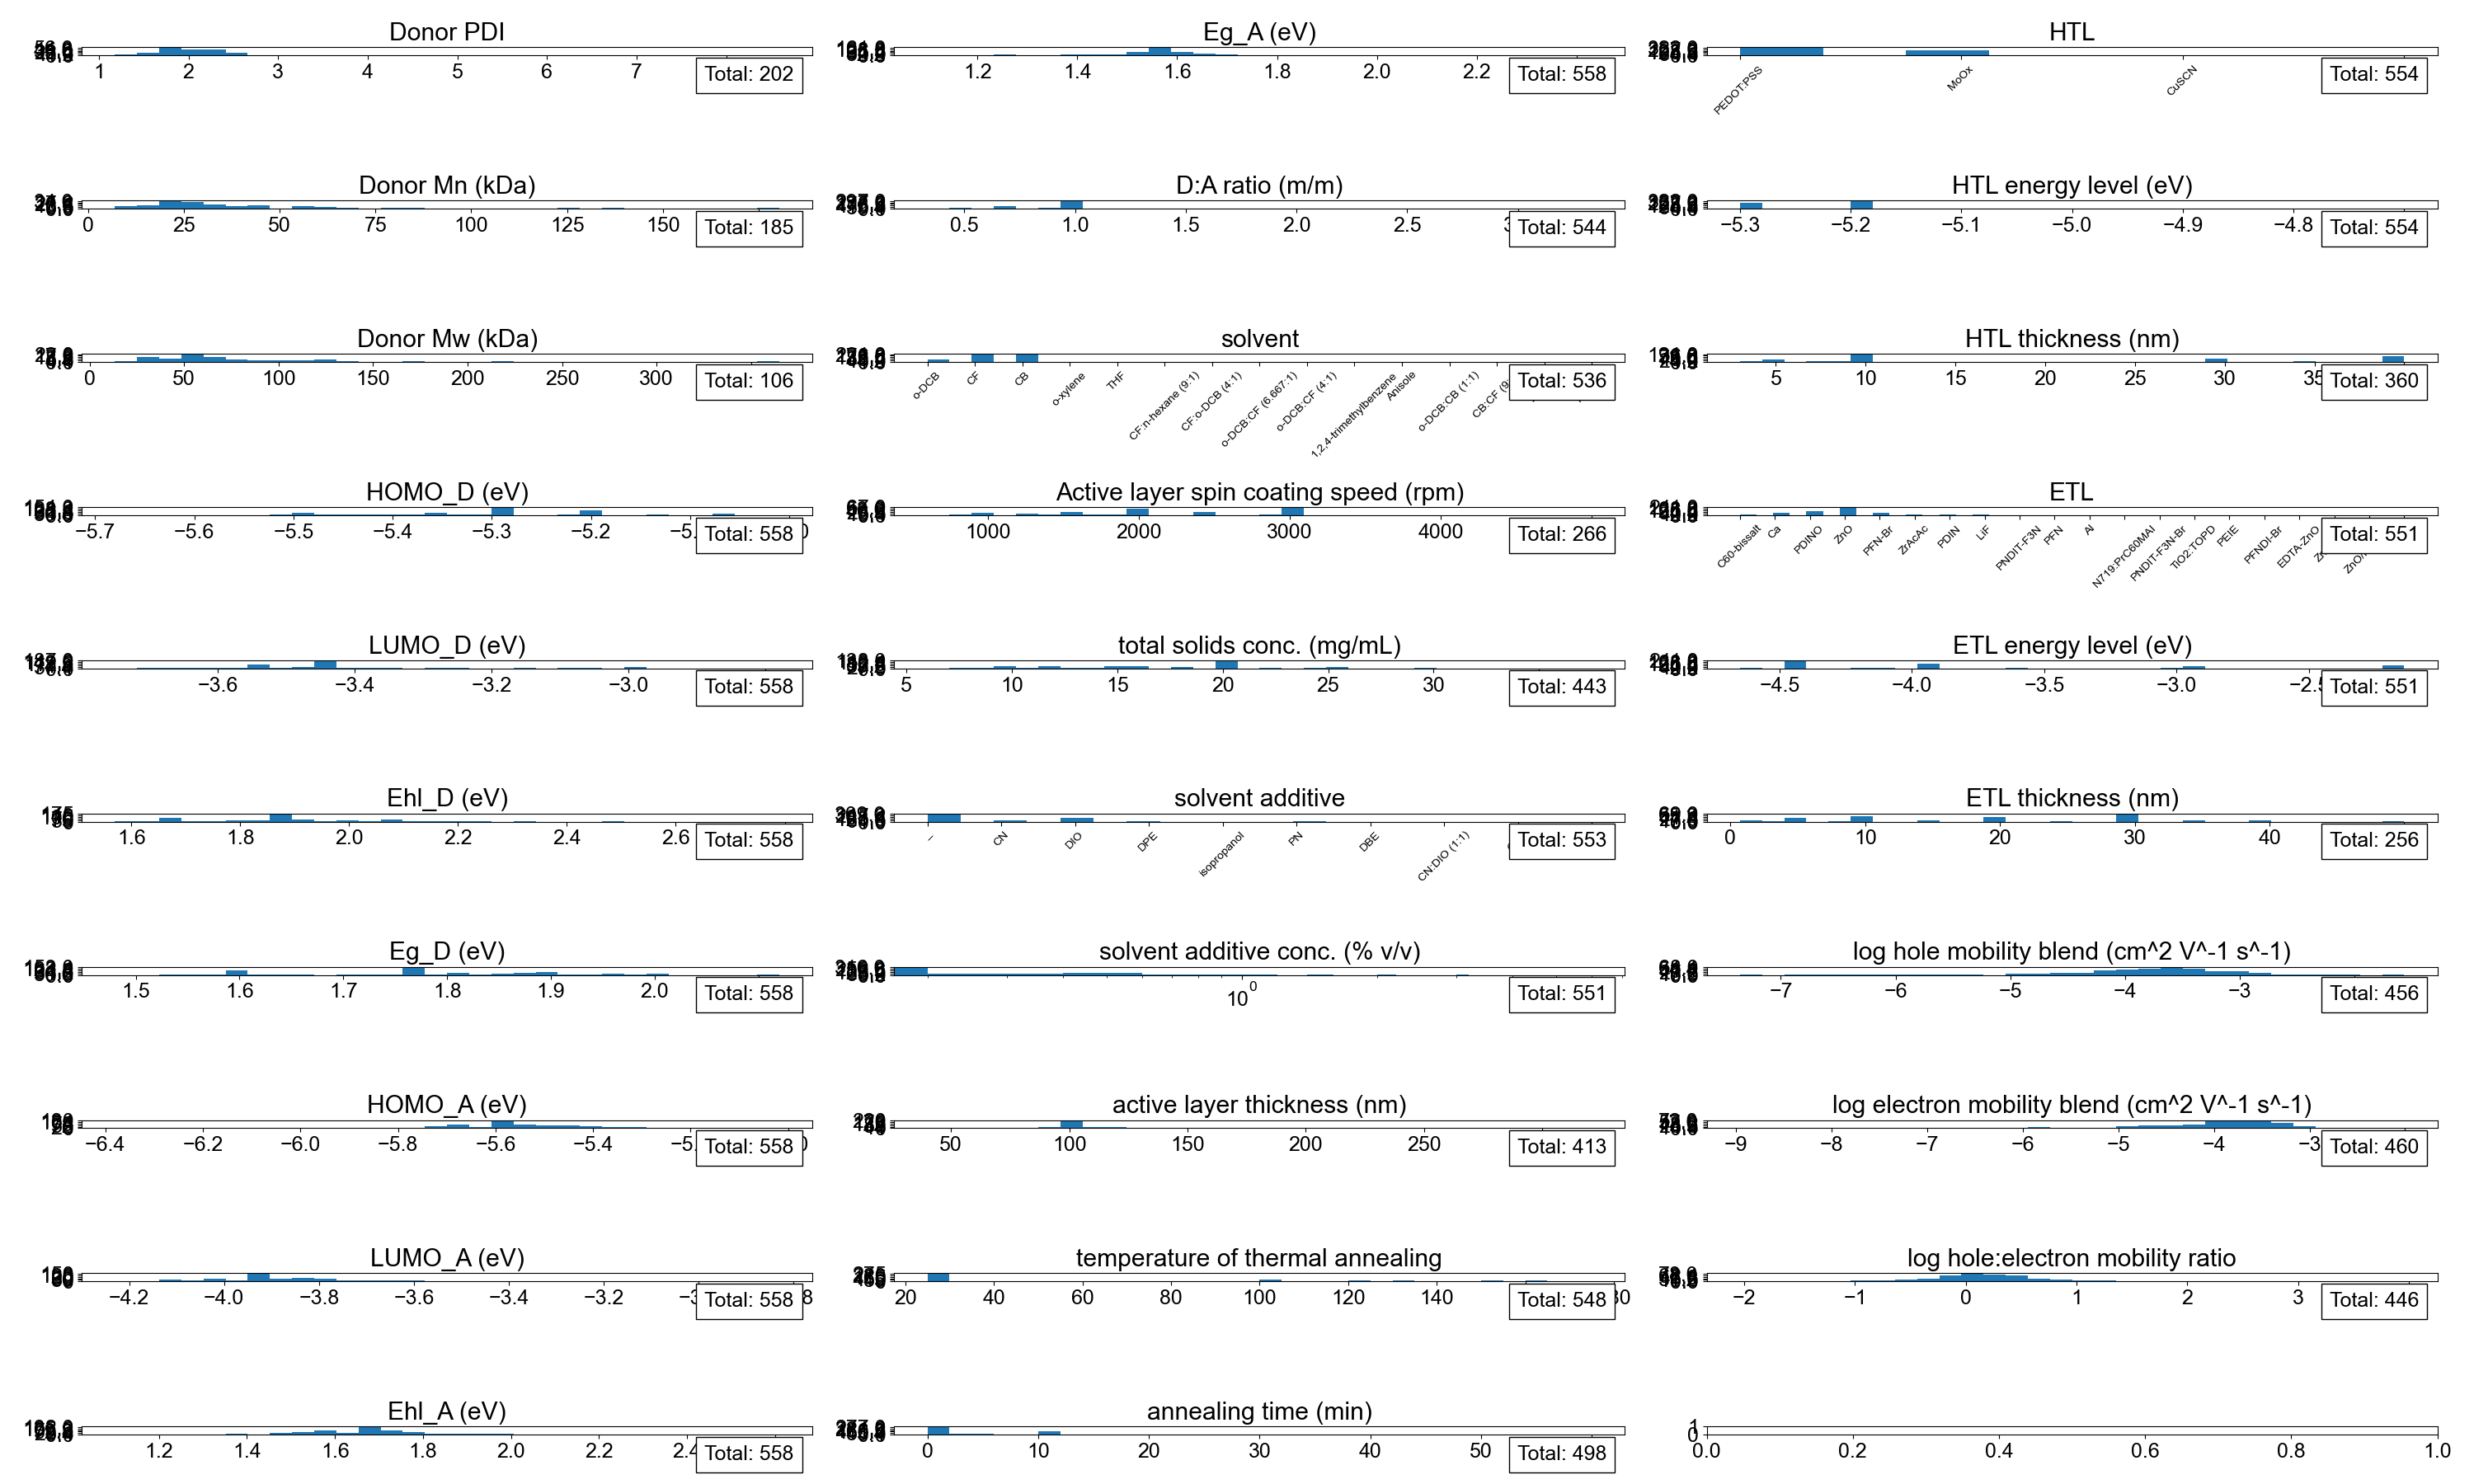 Donor PDI
1 2 3 4 5 6 7
Total: 202
Eg_A (eV)
1.2 1.4 1.6 1.8 2.0 2.2
Total: 558
HTL
PEDOT:PSS MoOx CuSCN
Total: 554
Donor Mn (kDa)
0 25 50 75 100 125 150
Total: 185
D:A ratio (m/m)
0.5 1.0 1.5 2.0 2.5
Total: 544
HTL energy level (eV)
−5.3 −5.2 −5.1 −5.0 −4.9 −4.8
Total: 554
Donor Mw (kDa)
0 50 100 150 200 250 300
Total: 106
solvent
o-DCB CF CB o-xylene THF CF:n-hexane (9:1) CF:o-DCB (4:1) o-DCB:CF (6.667:1) o-DCB:CF (4:1) 1,2,4-trimethylbenzene Anisole o-DCB:CB (1:1) CB:CF (9:
Total: 536
HTL thickness (nm)
5 10 15 20 25 30 35
Total: 360
HOMO_D (eV)
−5.7 −5.6 −5.5 −5.4 −5.3 −5.2
Total: 558
Active layer spin coating speed (rpm)
1000 2000 3000 4000
Total: 266
ETL
C60-bissalt Ca PDINO ZnO PFN-Br ZrAcAc PDIN LiF PNDIT-F3N PFN Al N719:PrC60MAI PNDIT-F3N-Br TiO2:TOPD PEIE PFNDI-Br EDTA-ZnO
Total: 551
LUMO_D (eV)
−3.6 −3.4 −3.2 −3.0
Total: 558
total solids conc. (mg/mL)
5 10 15 20 25 30
Total: 443
ETL energy level (eV)
−4.5 −4.0 −3.5 −3.0 −2.5
Total: 551
Ehl_D (eV)
1.6 1.8 2.0 2.2 2.4 2.6
Total: 558
solvent additive
– CN DIO DPE isopropanol PN DBE CN:DIO (1:1)
Total: 553
ETL thickness (nm)
0 10 20 30 40
Total: 256
Eg_D (eV)
1.5 1.6 1.7 1.8 1.9 2.0
Total: 558
solvent additive conc. (% v/v)
10^0
Total: 551
log hole mobility blend (cm^2 V^-1 s^-1)
−7 −6 −5 −4 −3
Total: 456
HOMO_A (eV)
−6.4 −6.2 −6.0 −5.8 −5.6 −5.4
Total: 558
active layer thickness (nm)
50 100 150 200 250
Total: 413
log electron mobility blend (cm^2 V^-1 s^-1)
−9 −8 −7 −6 −5 −4 −3
Total: 460
LUMO_A (eV)
−4.2 −4.0 −3.8 −3.6 −3.4 −3.2
Total: 558
temperature of thermal annealing
20 40 60 80 100 120 140
Total: 548
log hole:electron mobility ratio
−2 −1 0 1 2 3
Total: 446
Ehl_A (eV)
1.2 1.4 1.6 1.8 2.0 2.2 2.4
Total: 558
annealing time (min)
0 10 20 30 40 50
Total: 498
1
0
0.0 0.2 0.4 0.6 0.8 1.0